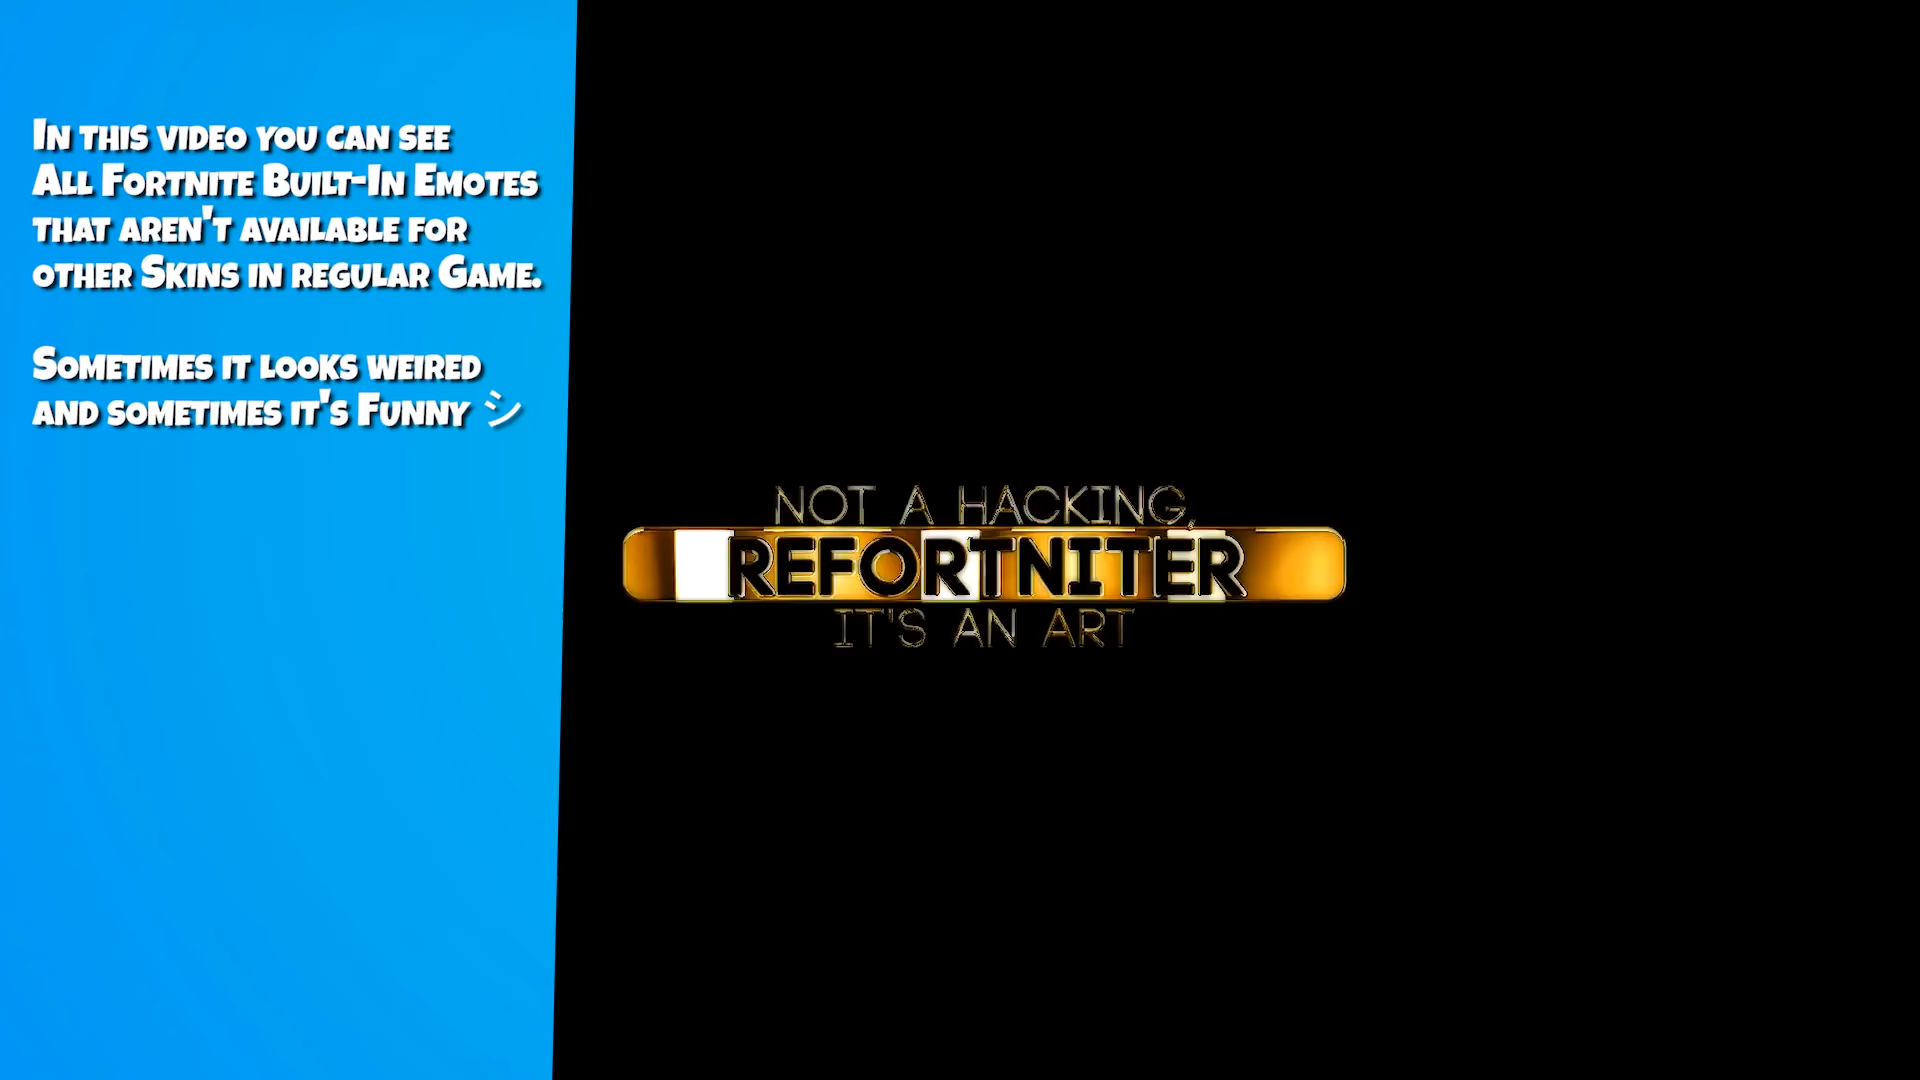 In this video you can see
All Fortnite Built-In Emotes
that aren't available for
other Skins in regular Game.
Sometimes it looks weired
and sometimes it's Funny シ
NOT A HACKING,
REFORTNITER
IT'S AN ART